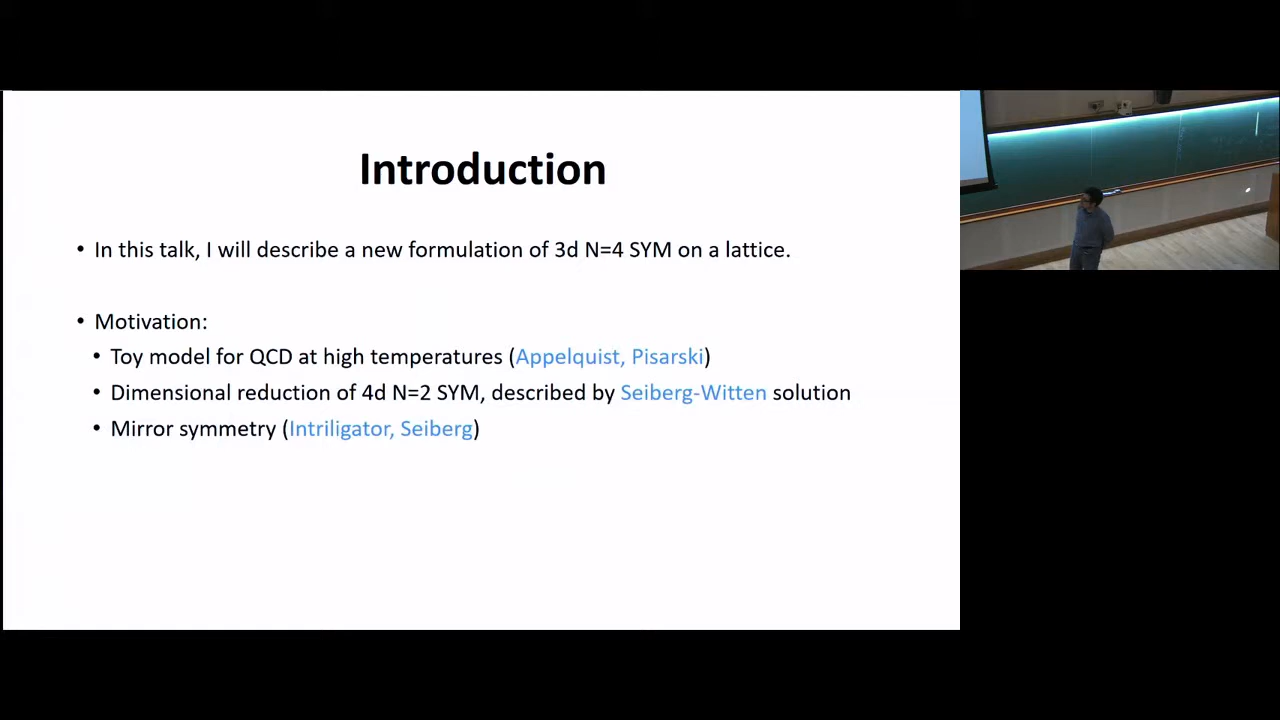 Introduction
• In this talk, I will describe a new formulation of 3d N=4 SYM on a lattice.
• Motivation:
• Toy model for QCD at high temperatures (Appelquist, Pisarski)
• Dimensional reduction of 4d N=2 SYM, described by Seiberg-Witten solution
• Mirror symmetry (Intriligator, Seiberg)